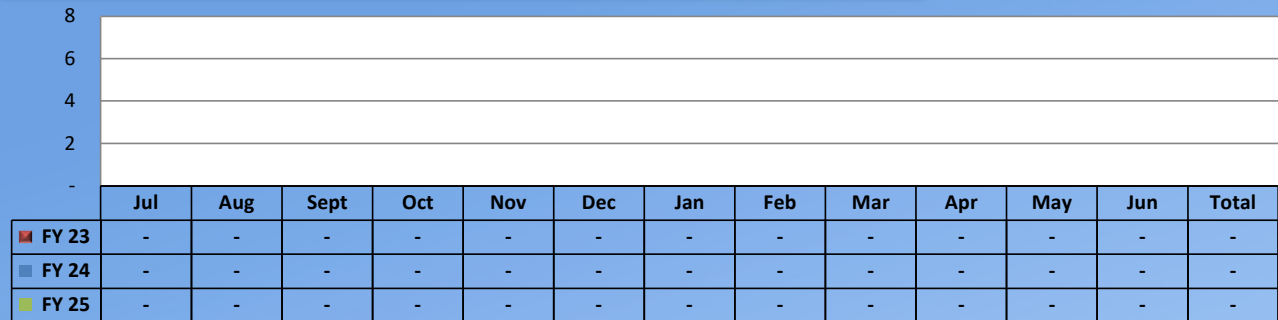 8
6
4
2
-
Jul Aug Sept Oct Nov Dec Jan Feb Mar Apr May Jun Total
FY 23 - - - - - - - - - - - - -
FY 24 - - - - - - - - - - - - -
FY 25 - - - - - - - - - - - - -